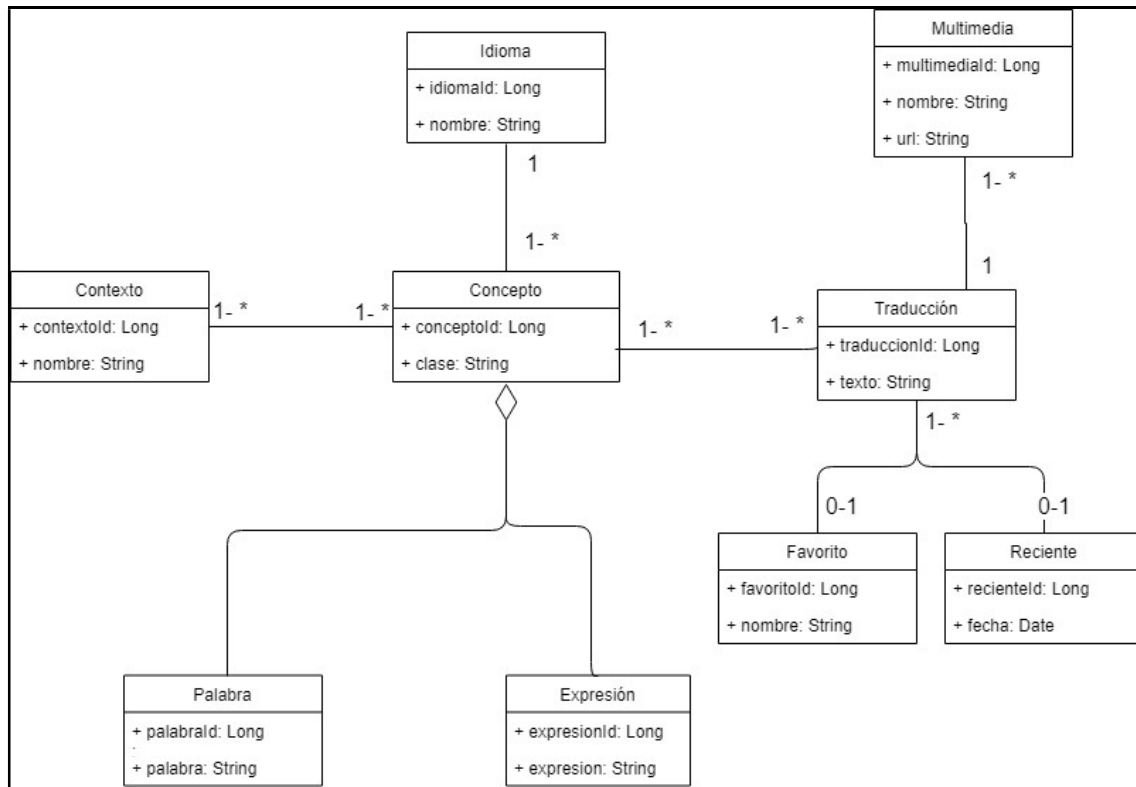 Idioma
+ idiomaId: Long
+ nombre: String
1
1- *
Multimedia
+ multimediaId: Long
+ nombre: String
+ url: String
1- *
1
Contexto
+ contextoId: Long
+ nombre: String
1- *
1- *
Concepto
+ conceptoId: Long
+ clase: String
1- *
1- *
Traducción
+ traduccionId: Long
+ texto: String
1- *
0-1
0-1
Favorito
+ favoritoId: Long
+ nombre: String
Reciente
+ recienteId: Long
+ fecha: Date
Palabra
+ palabraId: Long
:
+ palabra: String
Expresión
+ expresionId: Long
+ expresion: String